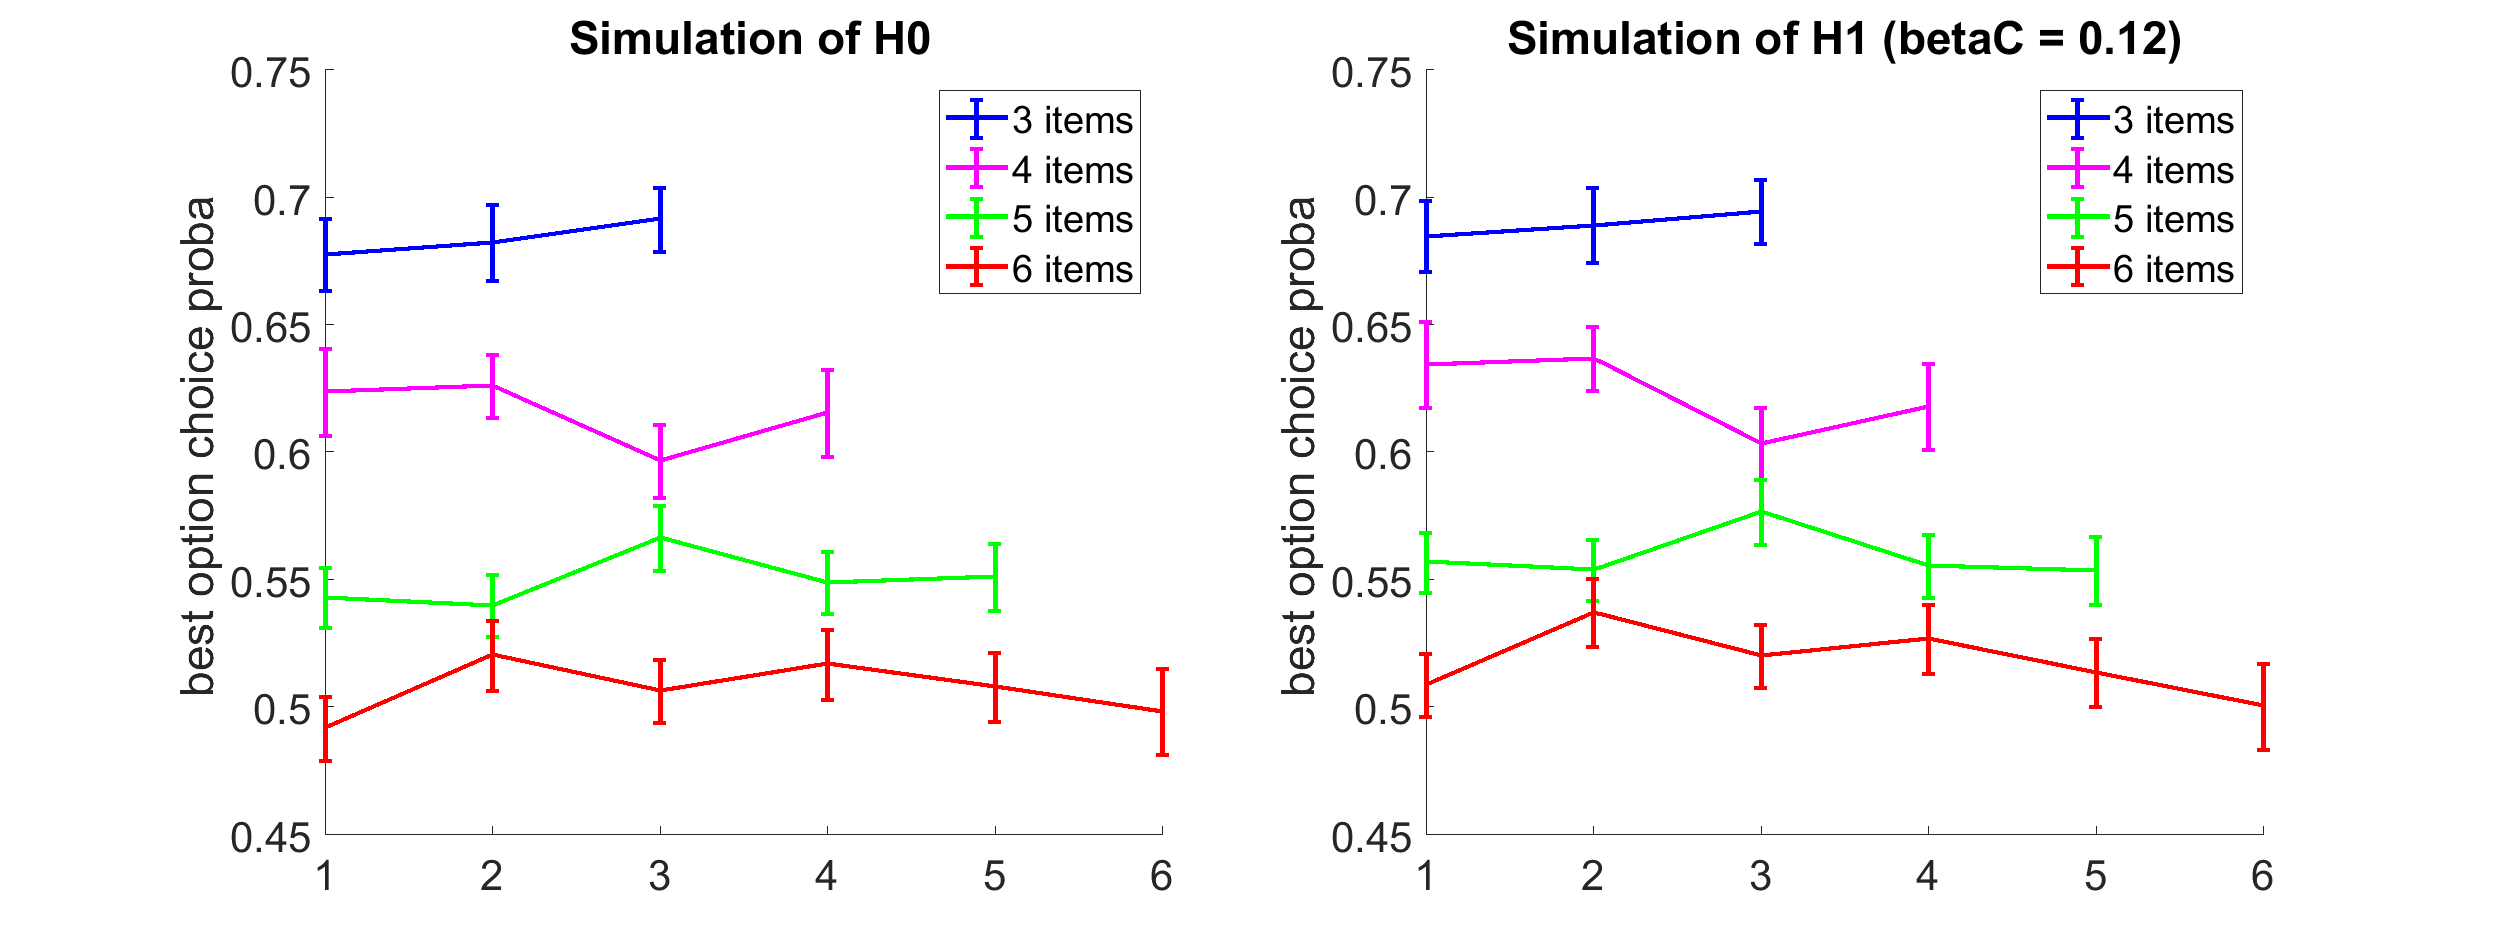 Simulation of H0
0.75
0.7
0.65
0.6
0.55
0.5
0.45
best option choice proba
3 items
4 items
5 items
6 items
1 2 3 4 5 6
Simulation of H1 (betaC = 0.12)
0.75
0.7
0.65
0.6
0.55
0.5
0.45
best option choice proba
3 items
4 items
5 items
6 items
1 2 3 4 5 6